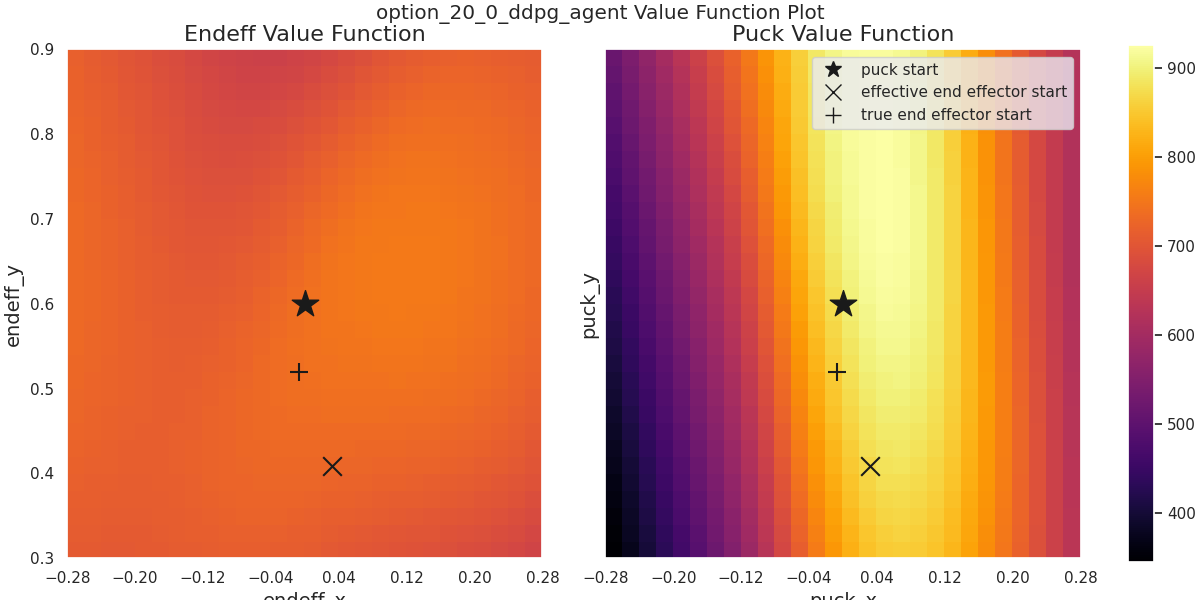 option_20_0_ddpg_agent Value Function Plot
Endeff Value Function
Puck Value Function
puck start
effective end effector start
true end effector start
endeff_y
0.9
0.8
0.7
0.6
0.5
0.4
0.3
−0.28 −0.20 −0.12 −0.04 0.04 0.12 0.20 0.28
endeff_x
puck_y
−0.28 −0.20 −0.12 −0.04 0.04 0.12 0.20 0.28
puck_x
900
800
700
600
500
400